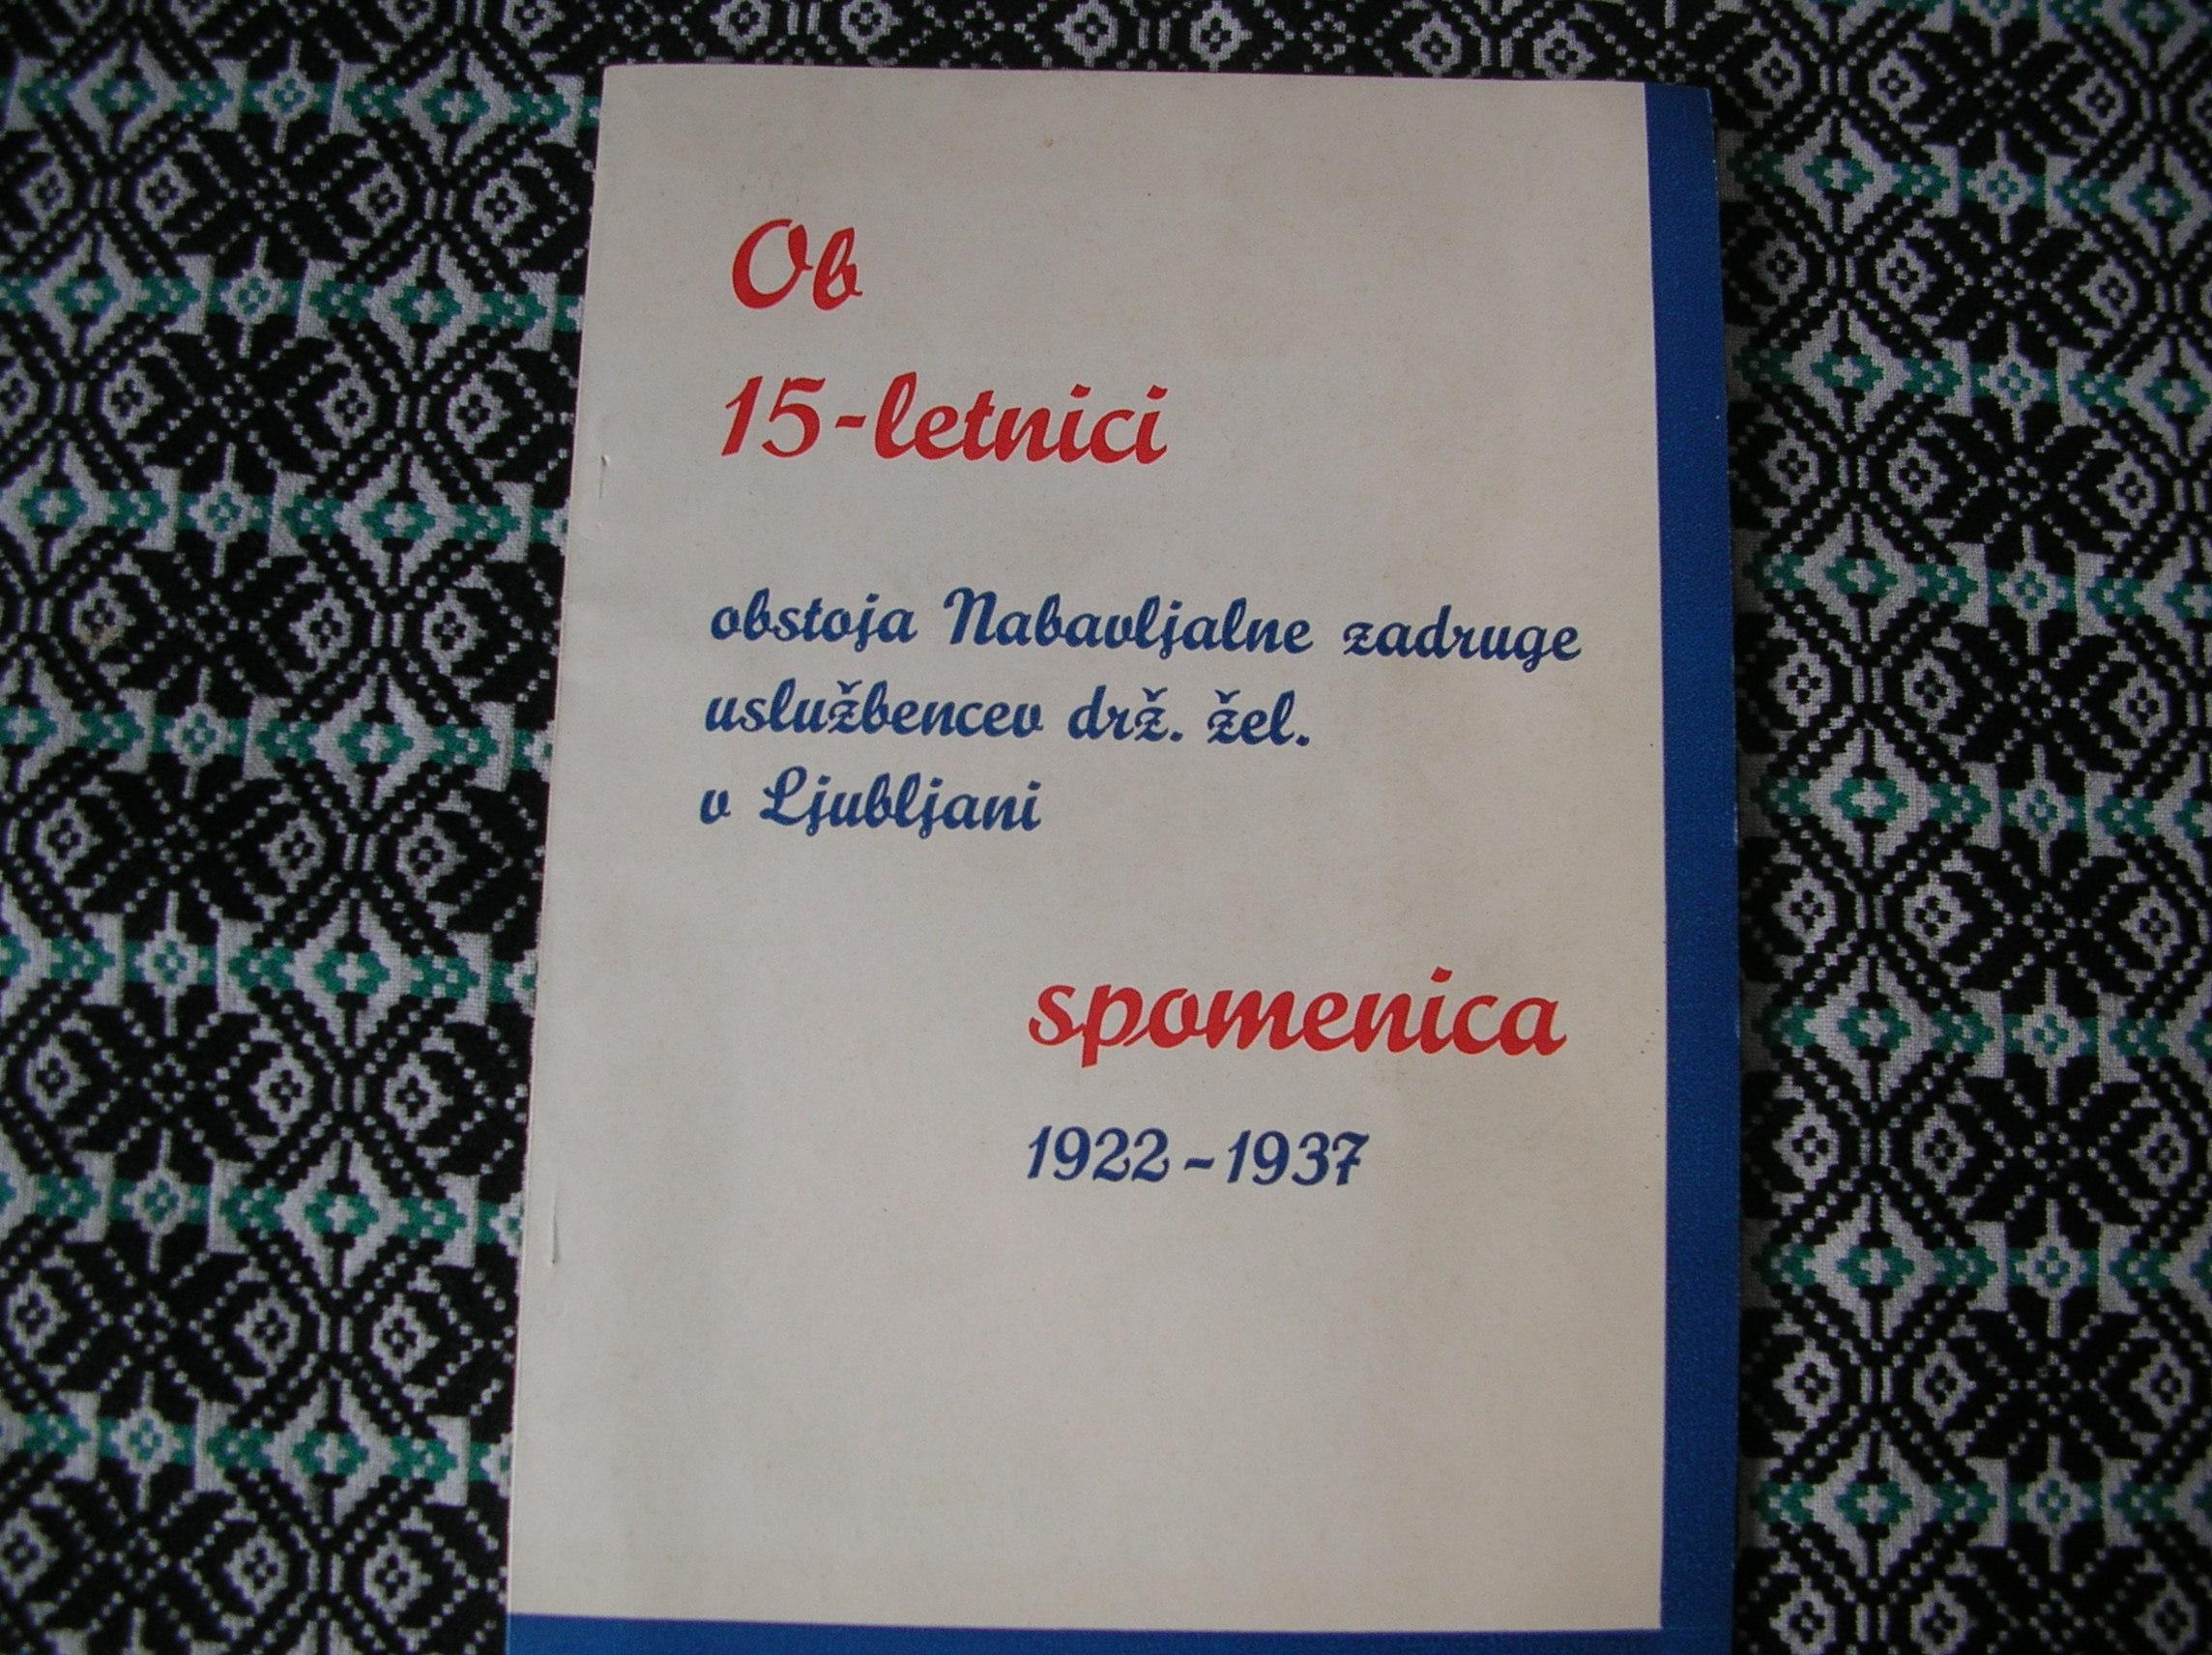 Ob
15-letnici
obstoja Nabavljalne zadruge
uslužbencev drž. žel.
v Ljubljani
spomenica
1922-1937